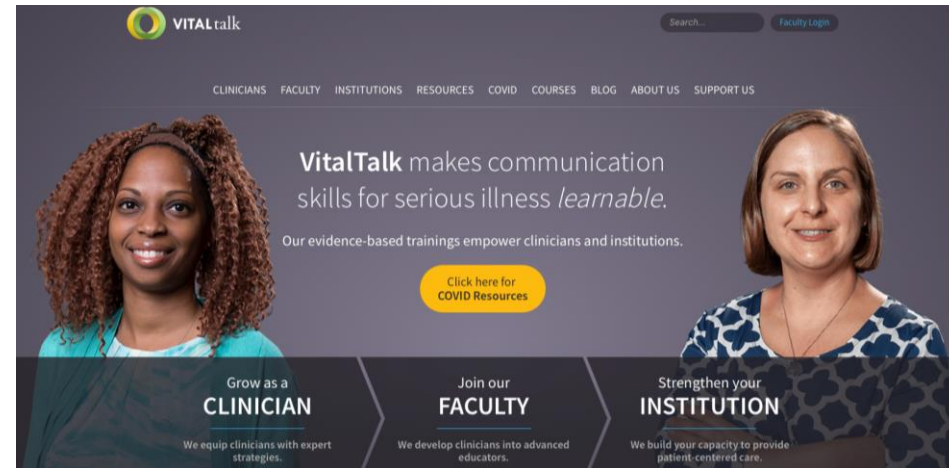 VITALtalk
Search...
Faculty Login
CLINICIANS FACULTY INSTITUTIONS RESOURCES COVID COURSES BLOG ABOUT US SUPPORT US
VitalTalk makes communication
skills for serious illness learnable.
Our evidence-based trainings empower clinicians and institutions.
Click here for
COVID Resources
Grow as a
CLINICIAN
We equip clinicians with expert
strategies.
Join our
FACULTY
We develop clinicians into advanced
educators.
Strengthen your
INSTITUTION
We build your capacity to provide
patient-centered care.